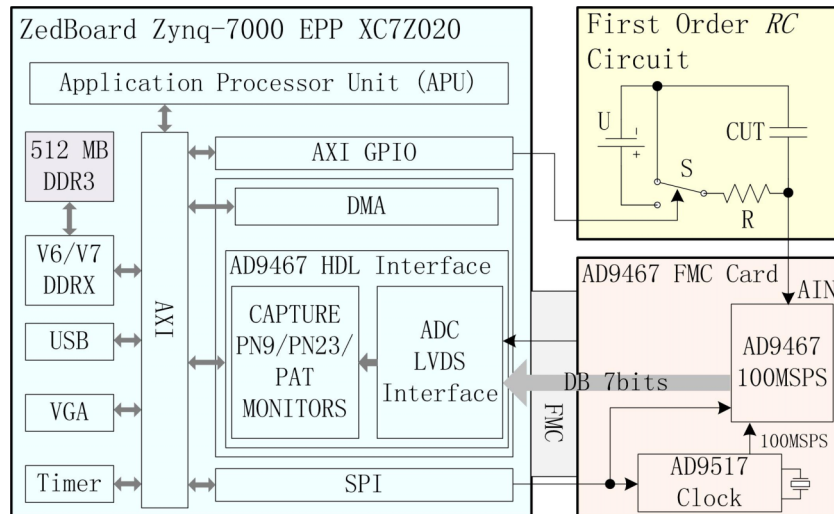 ZedBoard Zynq-7000 EPP XC7Z020
Application Processor Unit (APU)
512 MB
DDR3
V6/V7
DDRX
USB
VGA
Timer
AXI
AXI GPIO
DMA
AD9467 HDL Interface
CAPTURE
PN9/PN23/
PAT
MONITORS
ADC
LVDS
Interface
SPI
First Order RC
Circuit
U
-
+
S
CUT
R
FMC
DB 7bits
AD9467 FMC Card
AIN
AD9467
100MSPS
100MSPS
AD9517
Clock